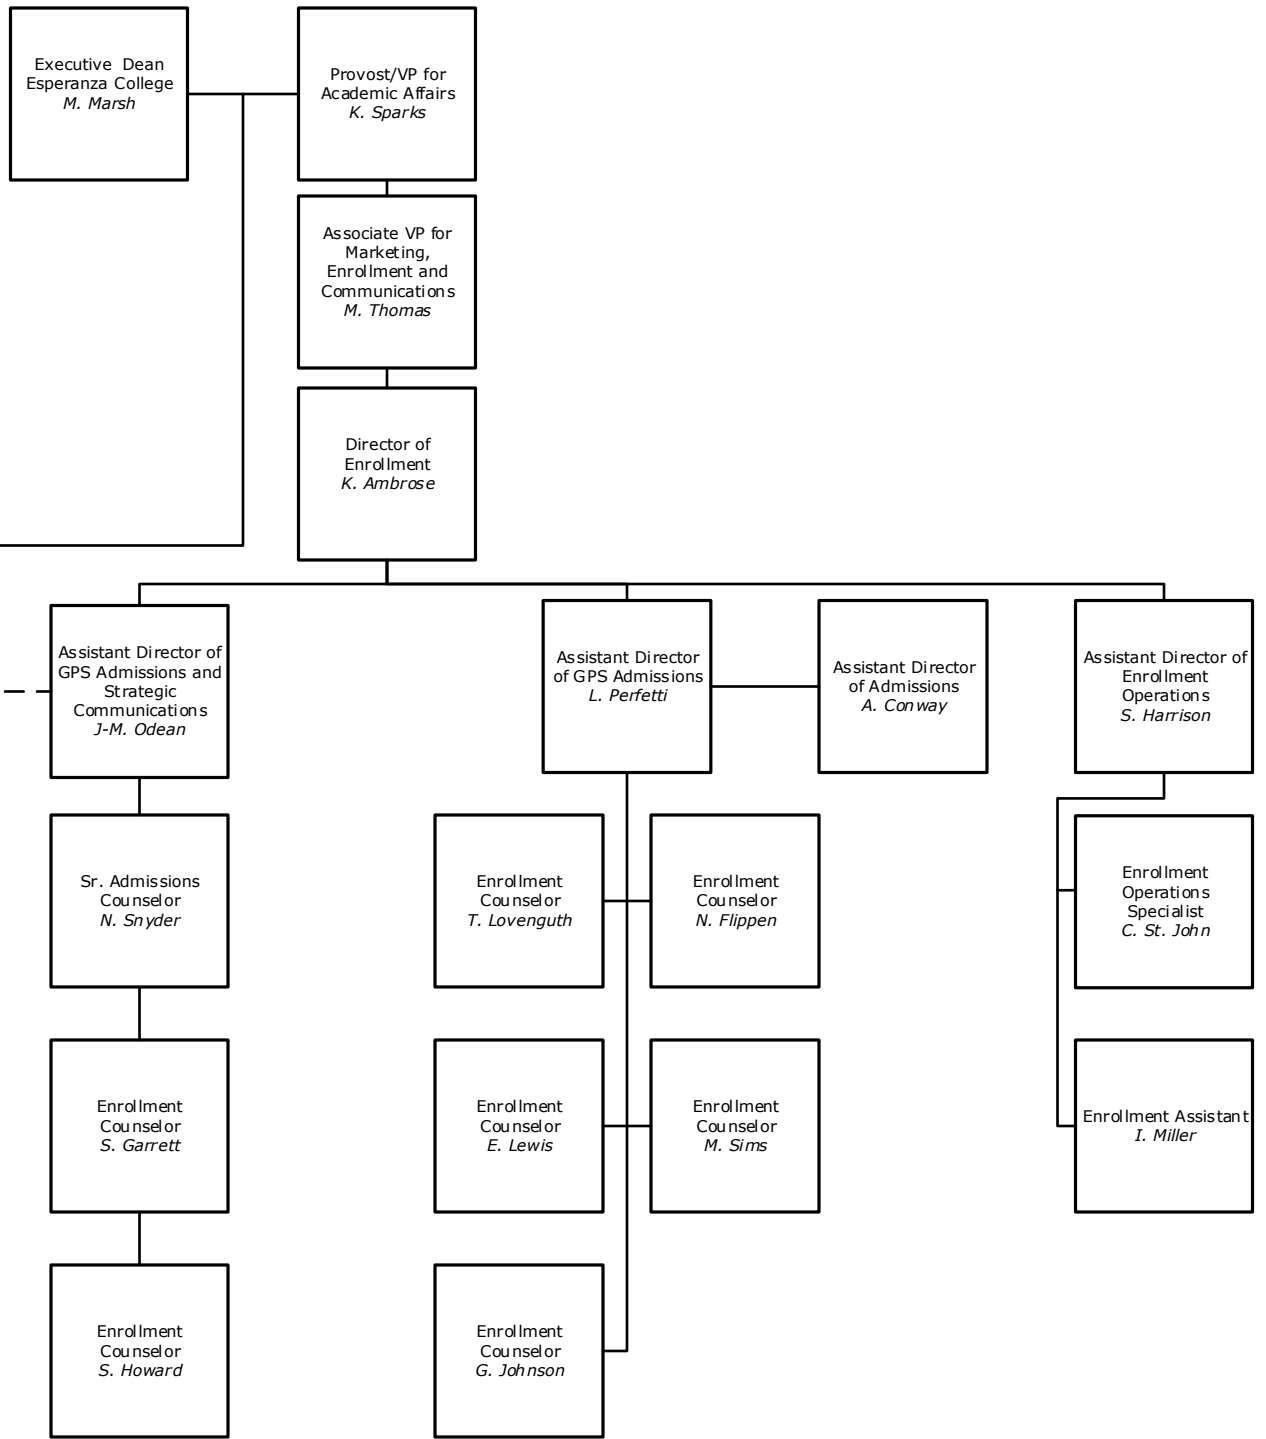 Executive Dean
Esperanza College
M. Marsh
Provost/VP for
Academic Affairs
K. Sparks
Associate VP for
Marketing,
Enrollment and
Communications
M. Thomas
Director of
Enrollment
K. Ambrose
Assistant Director of
GPS Admissions and
Strategic
Communications
J-M. Odean
Assistant Director
of GPS Admissions
L. Perfetti
Assistant Director
of Admissions
A. Conway
Assistant Director of
Enrollment
Operations
S. Harrison
Sr. Admissions
Counselor
N. Snyder
Enrollment
Counselor
T. Lovenguth
Enrollment
Counselor
N. Flippen
Enrollment
Operations
Specialist
C. St. John
Enrollment
Counselor
S. Garrett
Enrollment
Counselor
E. Lewis
Enrollment
Counselor
M. Sims
Enrollment Assistant
I. Miller
Enrollment
Counselor
S. Howard
Enrollment
Counselor
G. Johnson